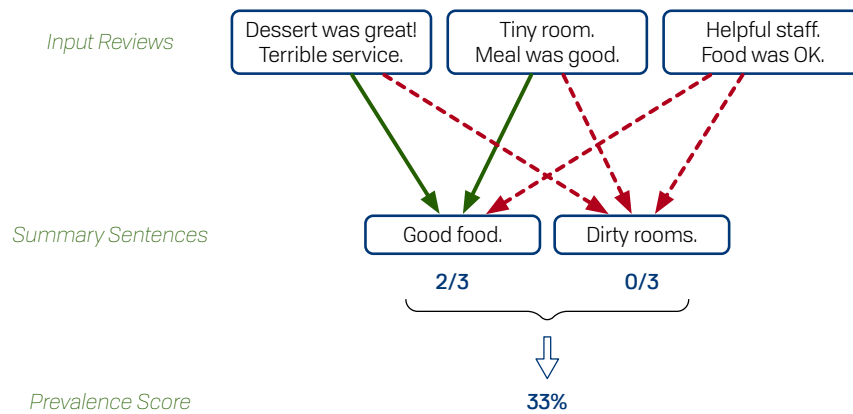 Input Reviews
Dessert was great!
Terrible service.
Tiny room.
Meal was good.
Helpful staff.
Food was OK.
Summary Sentences
Good food.
Dirty rooms.
2/3
0/3
Prevalence Score
33%